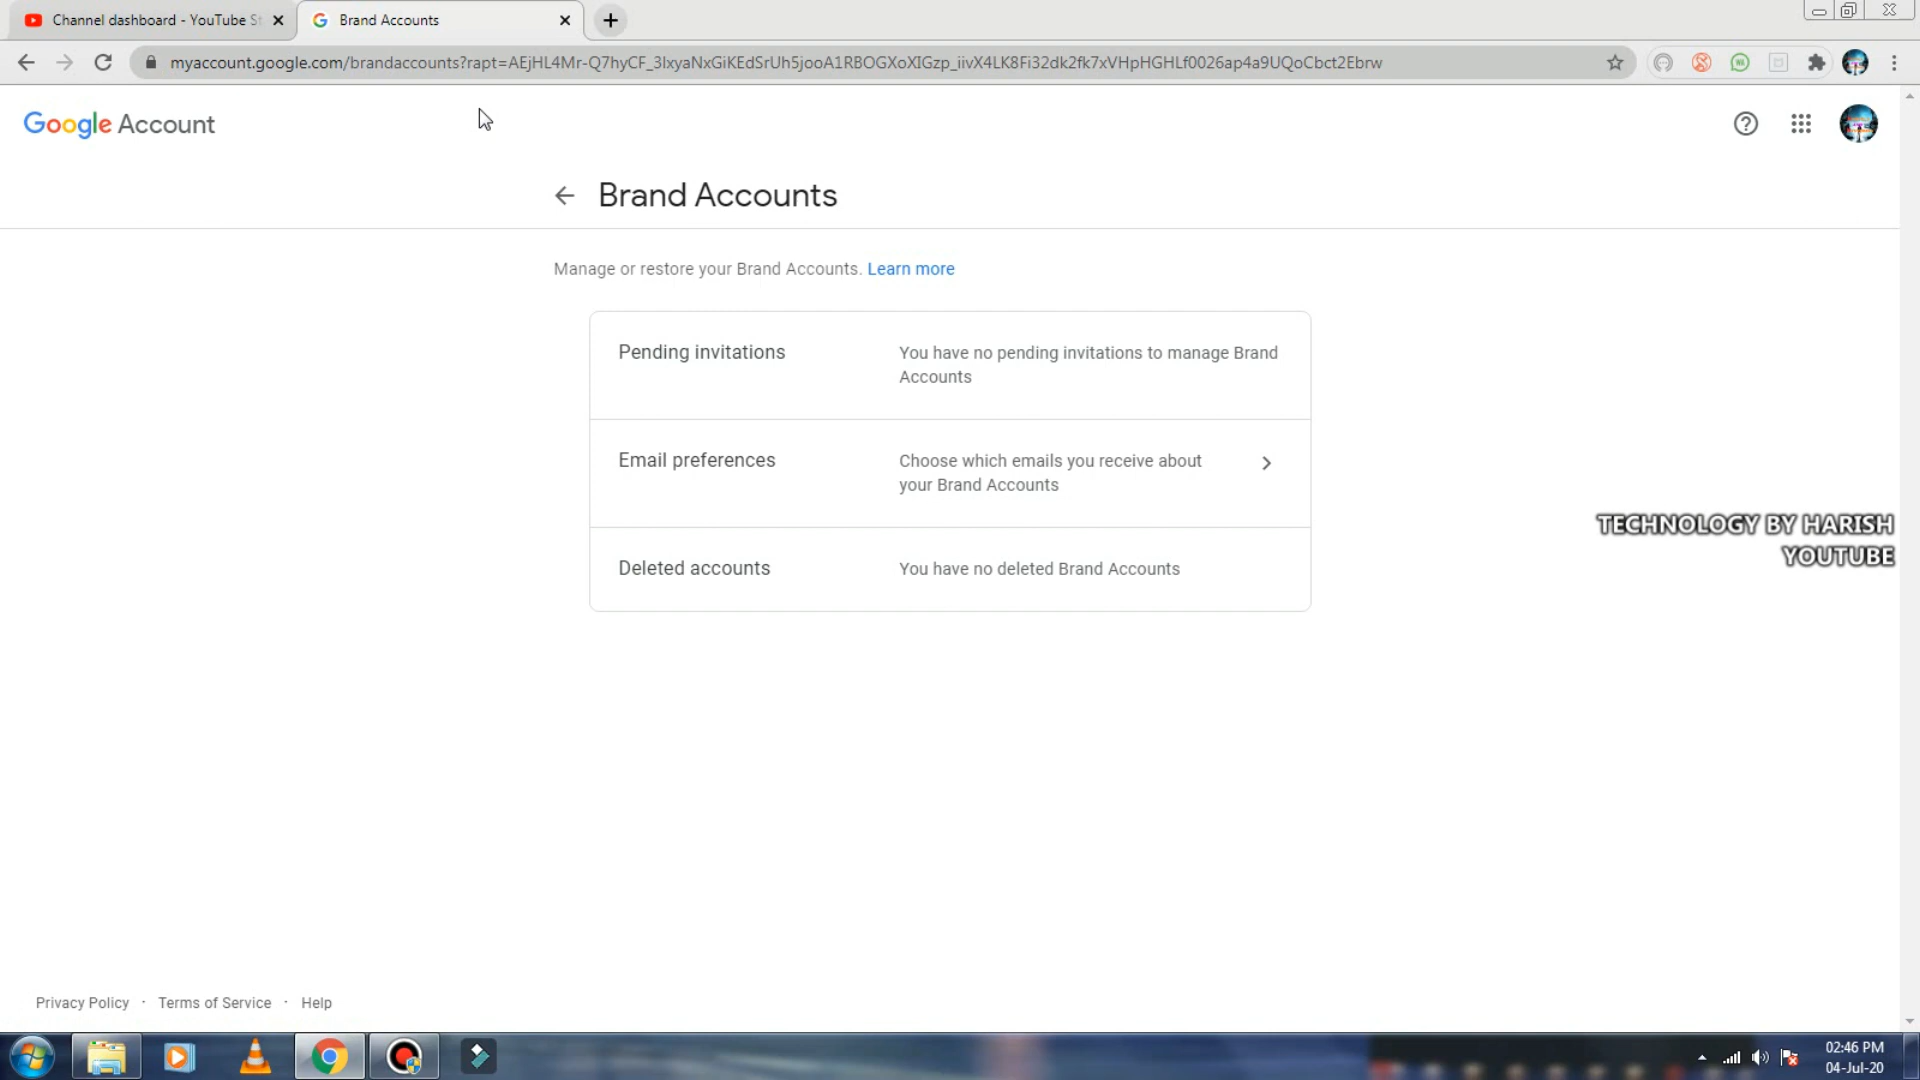 Channel dashboard - YouTube St
Brand Accounts
myaccount.google.com/brandaccounts?rapt=AEjHL4Mr-Q7hyCF_3lxyaNxGiKEdSrUh5jooA1RBOGXoXIGzp_iivX4LK8Fi32dk2fk7xVHpHGHLf0026ap4a9UQoCbct2Ebrw
Google Account
Brand Accounts
Manage or restore your Brand Accounts. Learn more
Pending invitations
You have no pending invitations to manage Brand
Accounts
Email preferences
Choose which emails you receive about
your Brand Accounts
Deleted accounts
You have no deleted Brand Accounts
TECHNOLOGY BY HARISH
YOUTUBE
Privacy Policy · Terms of Service · Help
02:46 PM
04-Jul-20